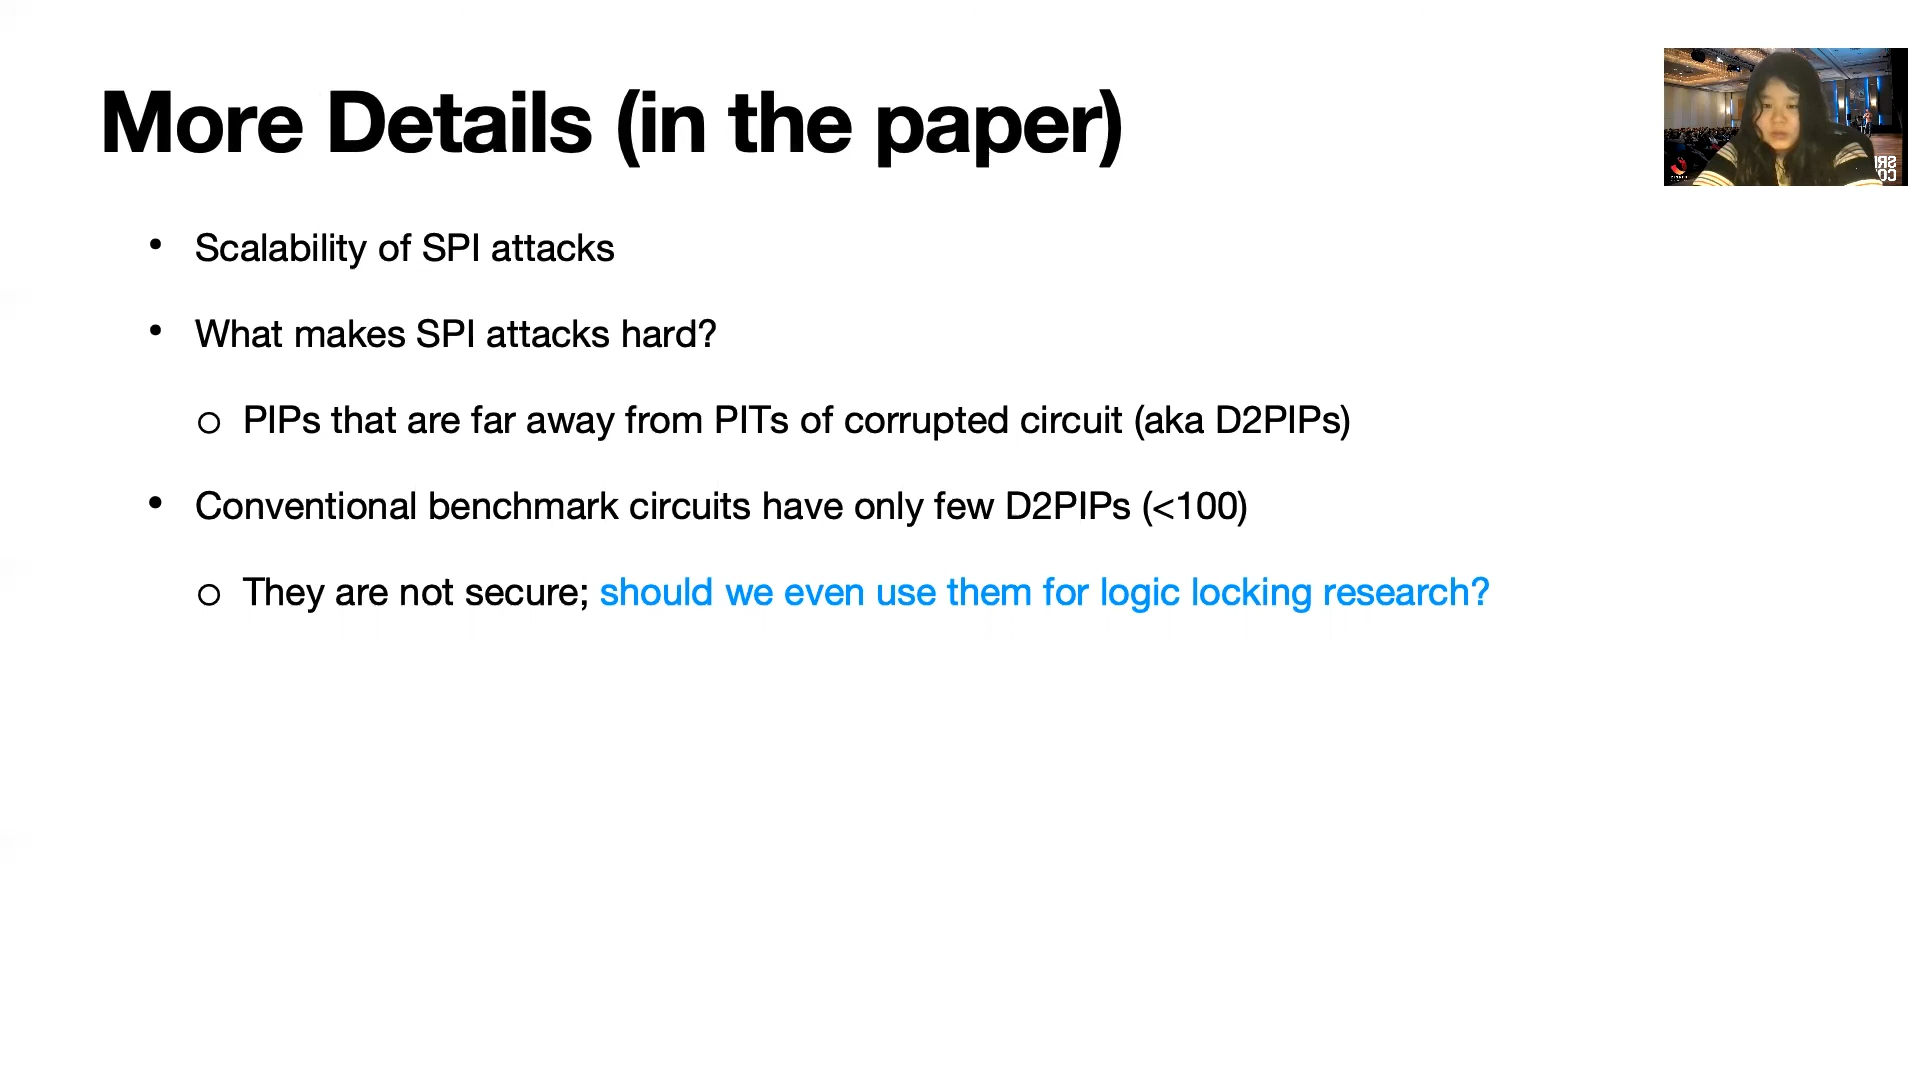 More Details (in the paper)
• Scalability of SPI attacks
• What makes SPI attacks hard?
○ PIPs that are far away from PITs of corrupted circuit (aka D2PIPs)
• Conventional benchmark circuits have only few D2PIPs (<100)
○ They are not secure; should we even use them for logic locking research?